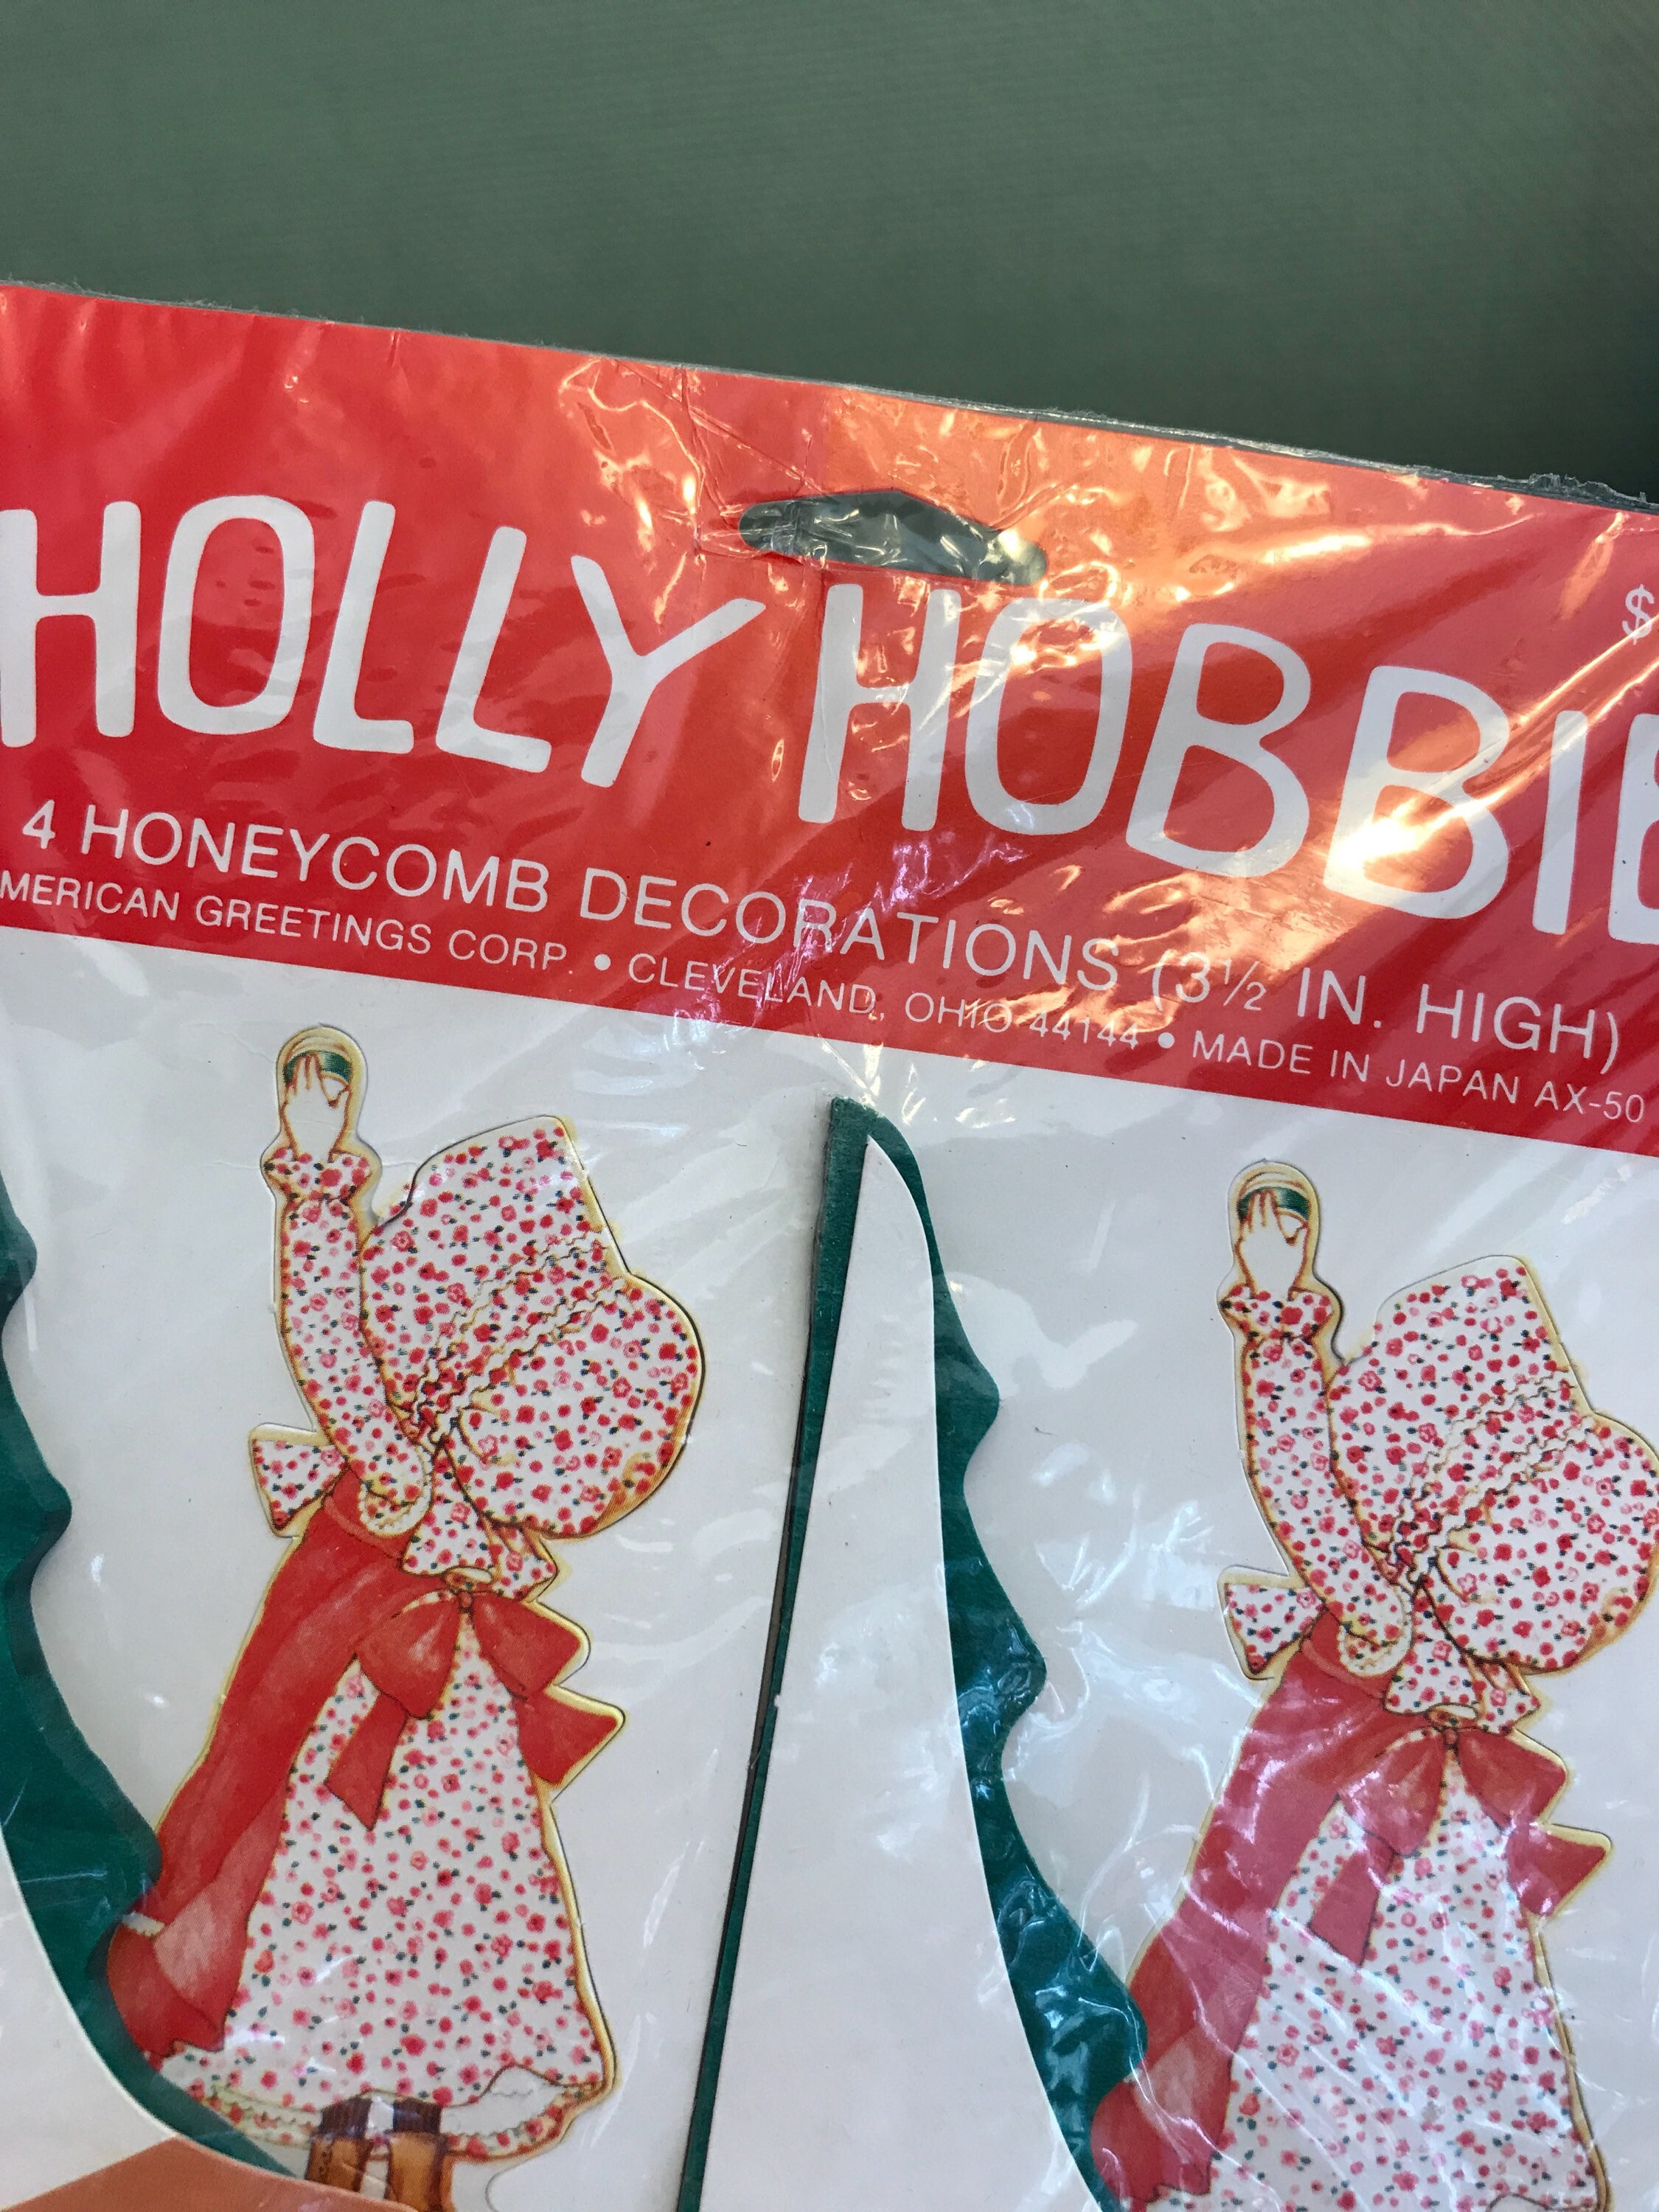 HOLLY HOBBIE
$
4 HONEYCOMB DECORATIONS (3½ IN. HIGH)
MERICAN GREETINGS CORP. • CLEVELAND, OHIO 44144 • MADE IN JAPAN AX-50